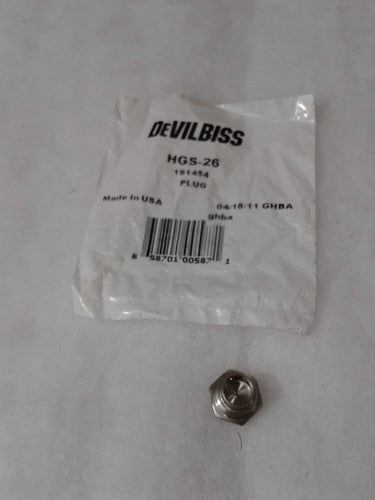 DEVILBISS
HGS-26
191454
PLUG
Made in USA 04/18/11 GHBA
ghba